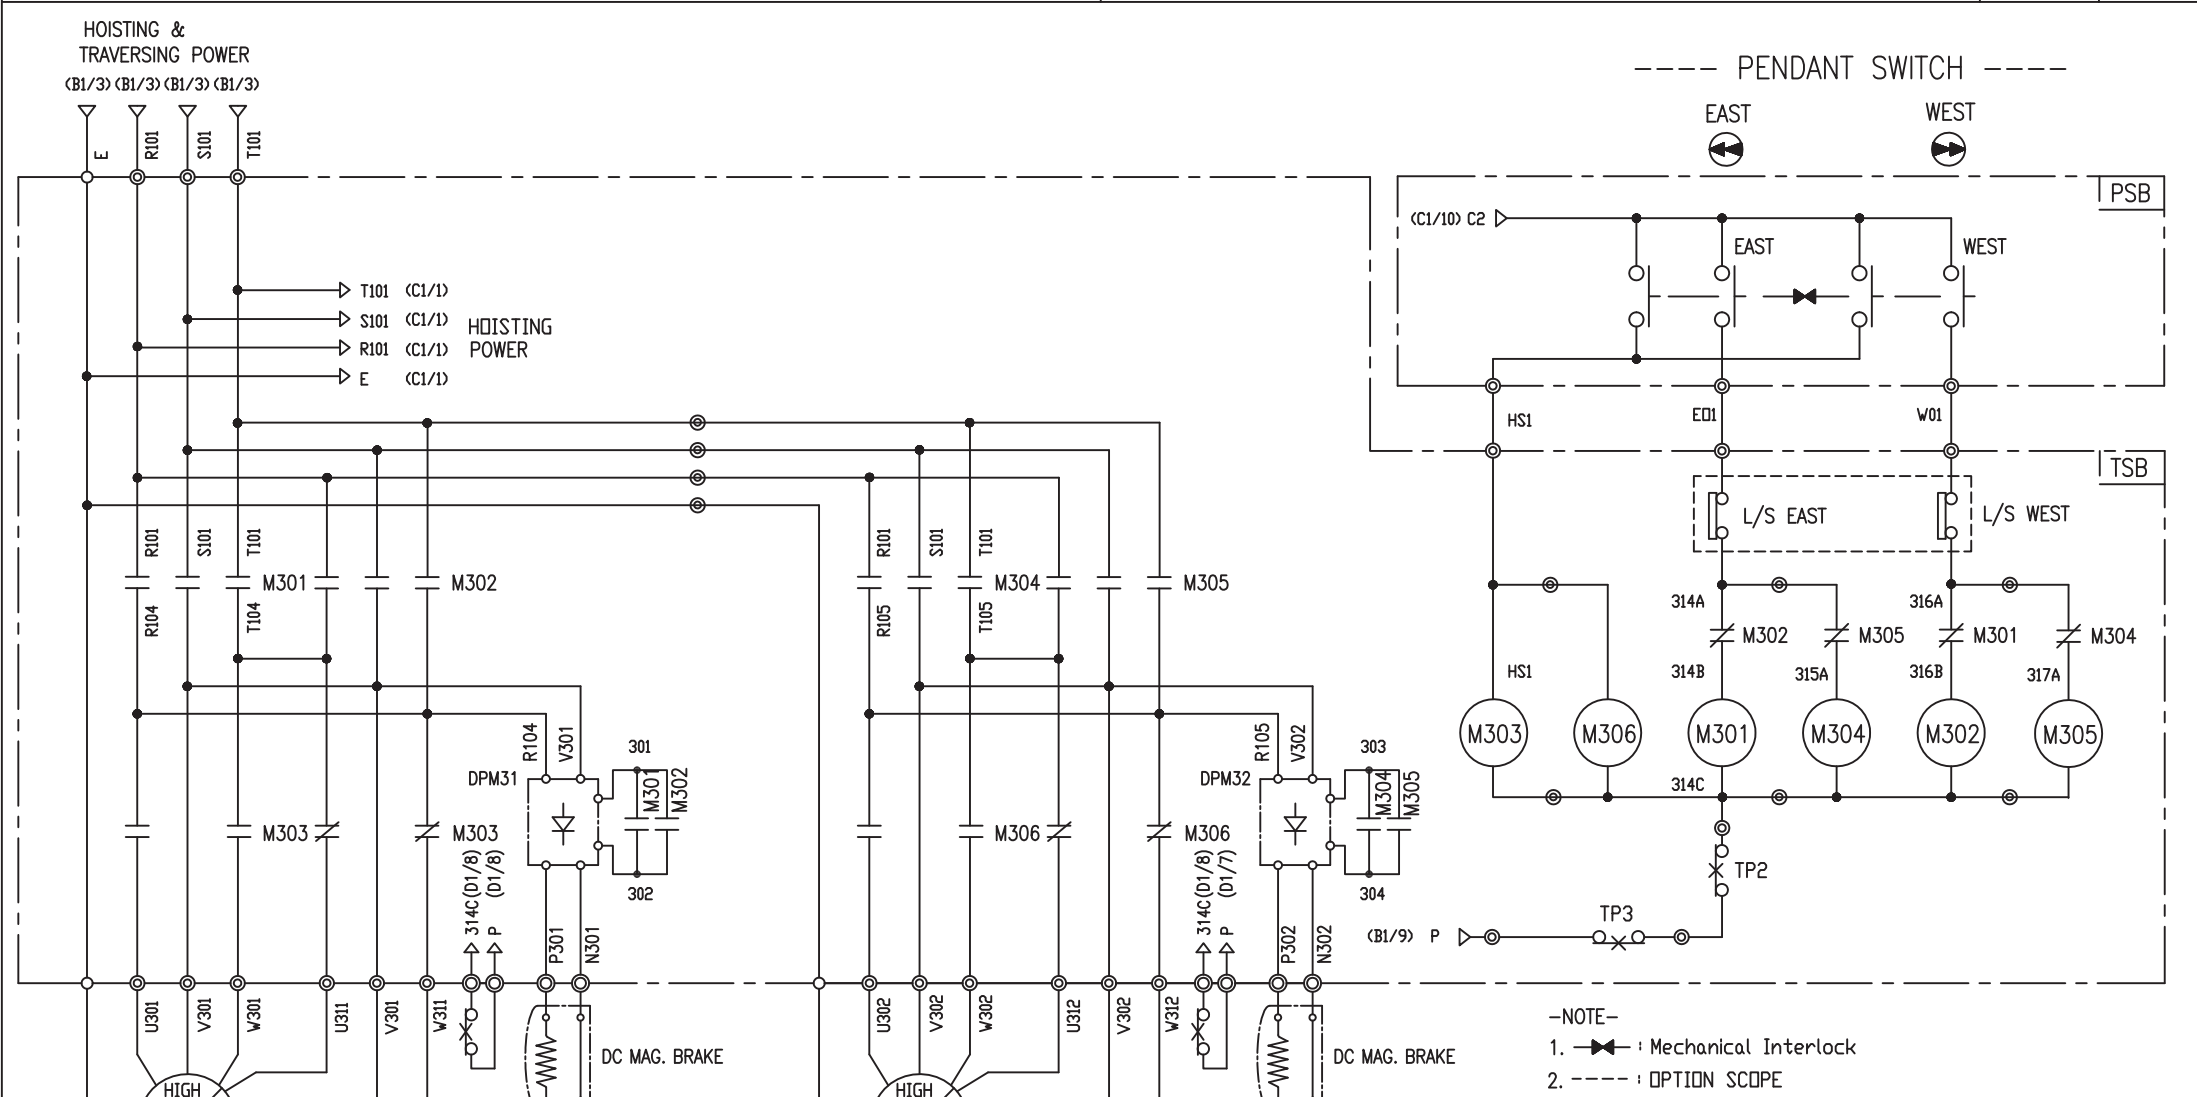 HOISTING &
TRAVERSING POWER
(B1/3) (B1/3) (B1/3) (B1/3)
E R101 S101 T101
T101 (C1/1)
S101 (C1/1)
R101 (C1/1)
E (C1/1)
HOISTING
POWER
R101 S101 T101
M301
M302
R104 T104
R101 S101 T101
M304
M305
R105 T105
R104 V301
DPM31
301
M301 M302
302
M303
M303
314C(D1/8)
P (D1/8)
P301 N301
R105 V302
DPM32
303
M304 M305
304
M306
M306
314C(D1/8)
P (D1/7)
P302 N302
U301 V301 W301 U311 V301 W311
DC MAG. BRAKE
HIGH
U302 V302 W302 U312 V302 W312
DC MAG. BRAKE
HIGH
PENDANT SWITCH
EAST WEST
PSB
(C1/10) C2
EAST WEST
HS1 E01 W01
TSB
L/S EAST L/S WEST
314A 316A
M302 M305 M301 M304
HS1 314B 315A 316B 317A
M303 M306 M301 M304 M302 M305
314C
TP2
TP3
(B1/9) P
-NOTE-
1. : Mechanical Interlock
2. ----- : OPTION SCOPE